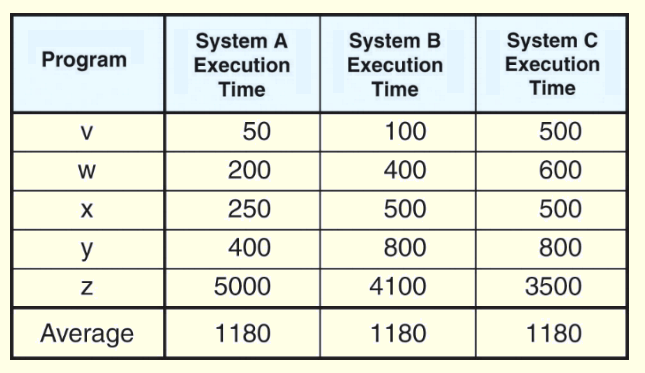 Program System A Execution Time System B Execution Time System C Execution Time
v 50 100 500
w 200 400 600
x 250 500 500
y 400 800 800
z 5000 4100 3500
Average 1180 1180 1180